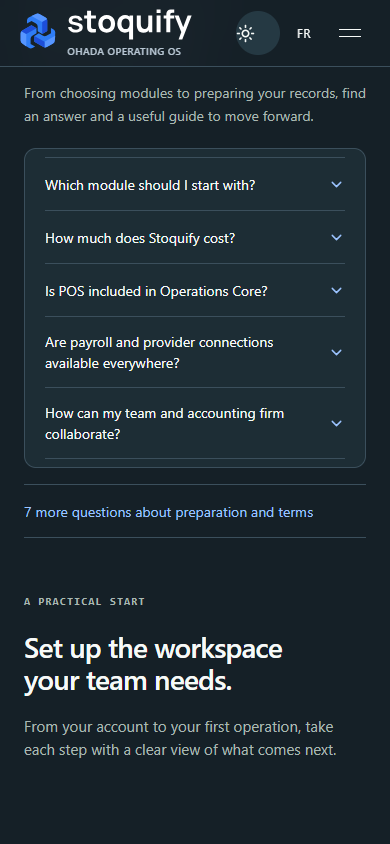 stoquify
OHADA OPERATING OS
FR
From choosing modules to preparing your records, find
an answer and a useful guide to move forward.
Which module should I start with?
How much does Stoquify cost?
Is POS included in Operations Core?
Are payroll and provider connections
available everywhere?
How can my team and accounting firm
collaborate?
7 more questions about preparation and terms
A PRACTICAL START
Set up the workspace
your team needs.
From your account to your first operation, take
each step with a clear view of what comes next.